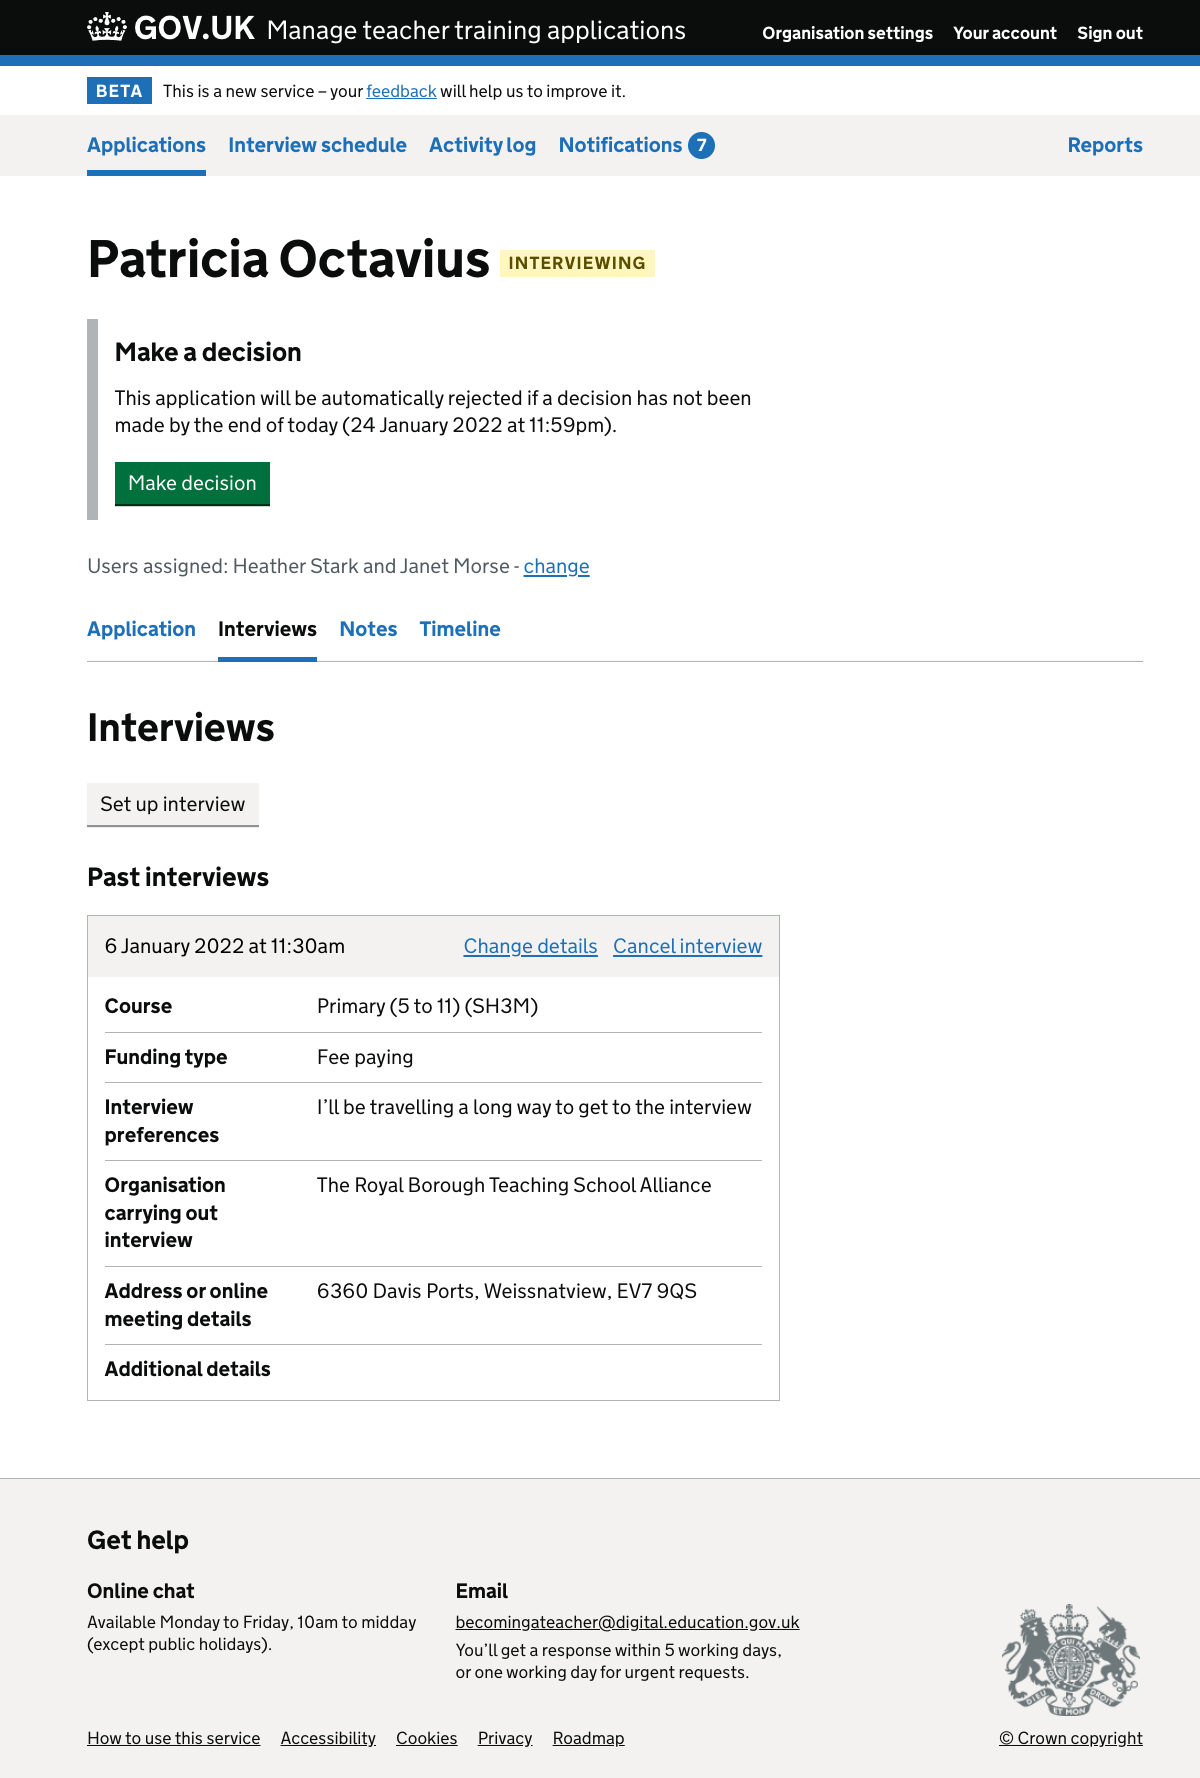 GOV.UK Manage teacher training applications Organisation settings Your account Sign out
BETA This is a new service – your feedback will help us to improve it.
Applications Interview schedule Activity log Notifications 7 Reports
Patricia Octavius INTERVIEWING
Make a decision
This application will be automatically rejected if a decision has not been
made by the end of today (24 January 2022 at 11:59pm).
Make decision
Users assigned: Heather Stark and Janet Morse - change
Application Interviews Notes Timeline
Interviews
Set up interview
Past interviews
6 January 2022 at 11:30am Change details Cancel interview
Course Primary (5 to 11) (SH3M)
Funding type Fee paying
Interview I’ll be travelling a long way to get to the interview
preferences
Organisation The Royal Borough Teaching School Alliance
carrying out
interview
Address or online 6360 Davis Ports, Weissnatview, EV7 9QS
meeting details
Additional details
Get help
Online chat
Available Monday to Friday, 10am to midday
(except public holidays).
Email
becomingateacher@digital.education.gov.uk
You’ll get a response within 5 working days,
or one working day for urgent requests.
DIEU ET MON DROIT
How to use this service Accessibility Cookies Privacy Roadmap © Crown copyright